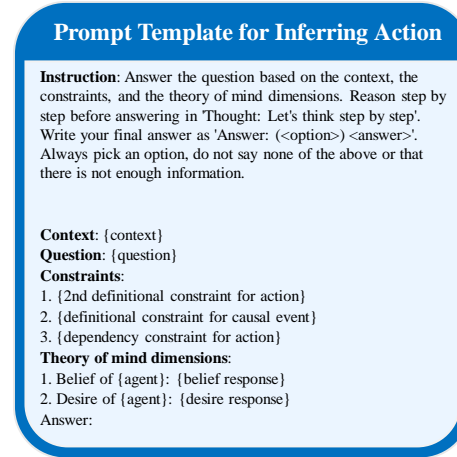 Prompt Template for Inferring Action
Instruction: Answer the question based on the context, the
constraints, and the theory of mind dimensions. Reason step by
step before answering in 'Thought: Let's think step by step'.
Write your final answer as 'Answer: (<option>) <answer>'.
Always pick an option, do not say none of the above or that
there is not enough information.
Context: {context}
Question: {question}
Constraints:
1. {2nd definitional constraint for action}
2. {definitional constraint for causal event}
3. {dependency constraint for action}
Theory of mind dimensions:
1. Belief of {agent}: {belief response}
2. Desire of {agent}: {desire response}
Answer: